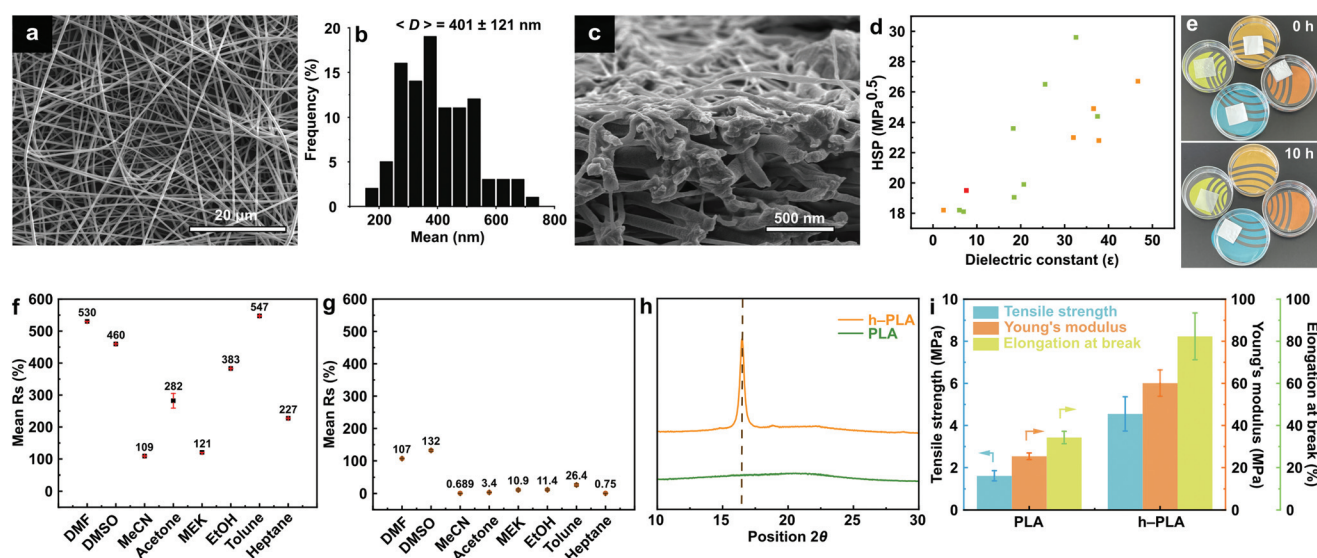 a
20 μm
b
< D > = 401 ± 121 nm
Frequency (%)
20
15
10
5
0
200 400 600 800
Mean (nm)
c
500 nm
d
HSP (MPa0.5)
30
28
26
24
22
20
18
0 10 20 30 40 50
Dielectric constant (ε)
e
0 h
10 h
f
Mean Rs (%)
600
500
400
300
200
100
0
530
460
109
282
121
383
547
227
DMF
DMSO
MeCN
Acetone
MEK
EtOH
Tolune
Heptane
g
Mean Rs (%)
600
500
400
300
200
100
0
107
132
0.689
3.4
10.9
11.4
26.4
0.75
DMF
DMSO
MeCN
Acetone
MEK
EtOH
Tolune
Heptane
h
h–PLA
PLA
10 15 20 25 30
Position 2θ
i
Tensile strength
Young's modulus
Elongation at break
Tensile strength (MPa)
10
8
6
4
2
0
PLA h–PLA
100
80
60
40
20
0
Young's modulus (MPa)
100
80
60
40
20
0
Elongation at break (%)